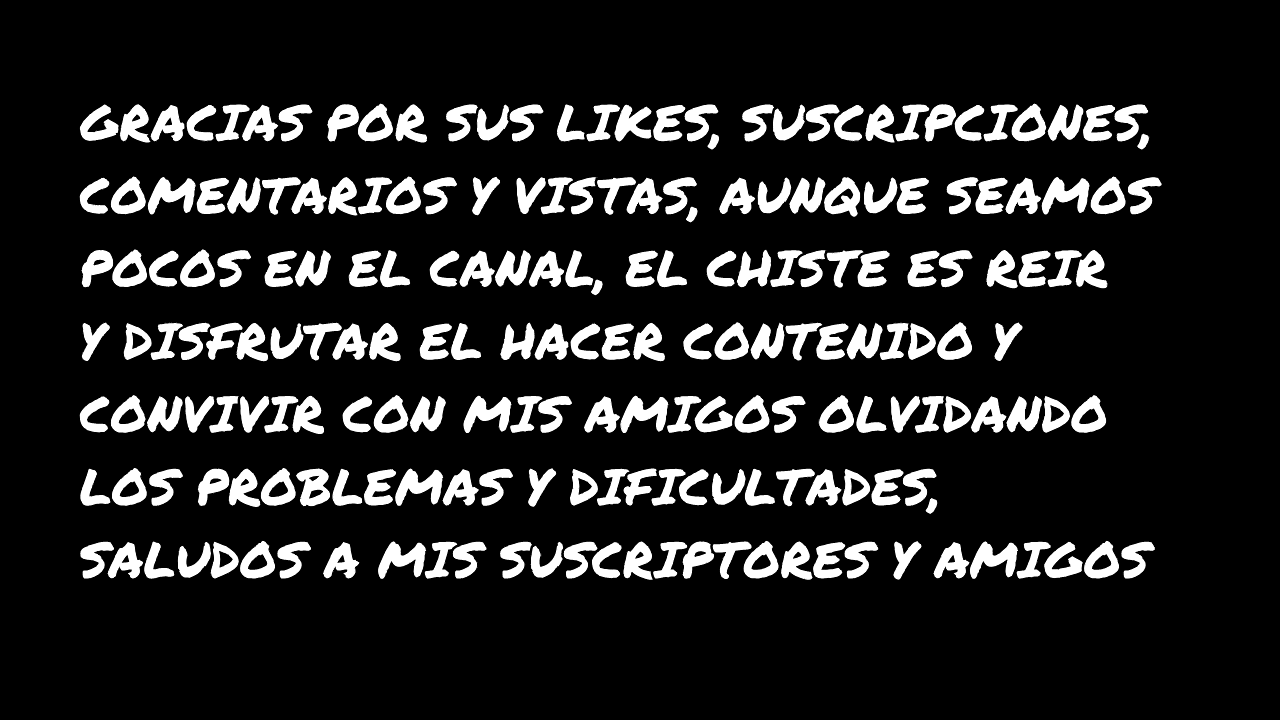 GRACIAS POR SUS LIKES, SUSCRIPCIONES,
COMENTARIOS Y VISTAS, AUNQUE SEAMOS
POCOS EN EL CANAL, EL CHISTE ES REIR
Y DISFRUTAR EL HACER CONTENIDO Y
CONVIVIR CON MIS AMIGOS OLVIDANDO
LOS PROBLEMAS Y DIFICULTADES,
SALUDOS A MIS SUSCRIPTORES Y AMIGOS